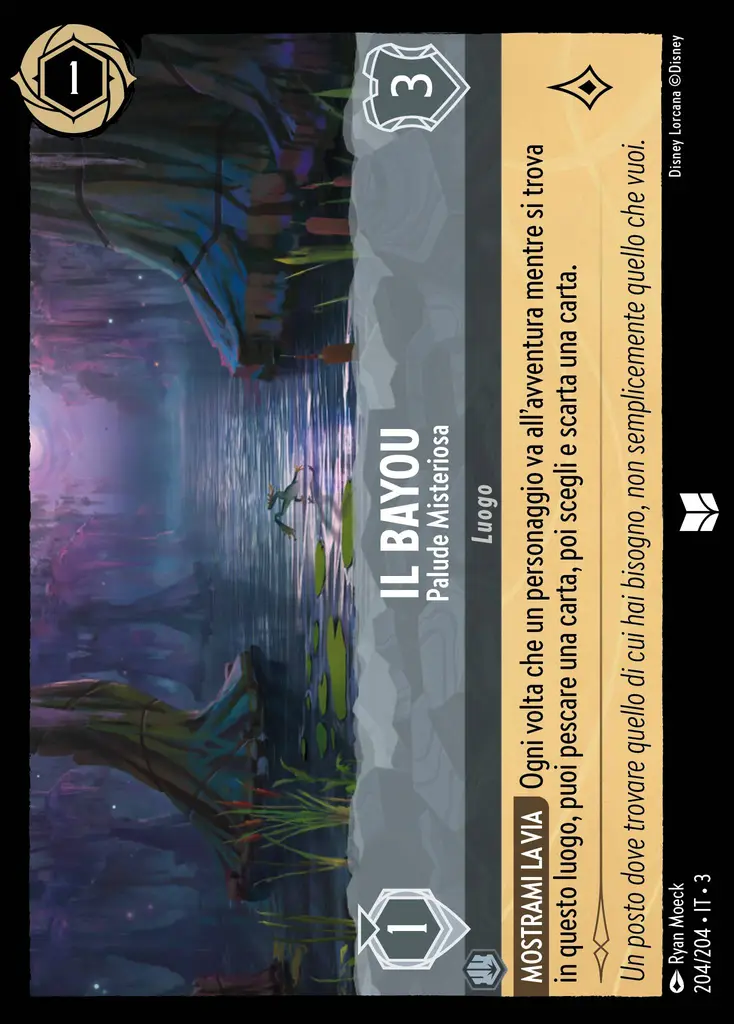 1
IL BAYOU
Palude Misteriosa
1
3
Luogo
MOSTRAMI LA VIA Ogni volta che un personaggio va all'avventura mentre si trova
in questo luogo, puoi pescare una carta, poi scegli e scarta una carta.
Un posto dove trovare quello di cui hai bisogno, non semplicemente quello che vuoi.
Ryan Moeck
204/204 • IT • 3
Disney Lorcana ©Disney